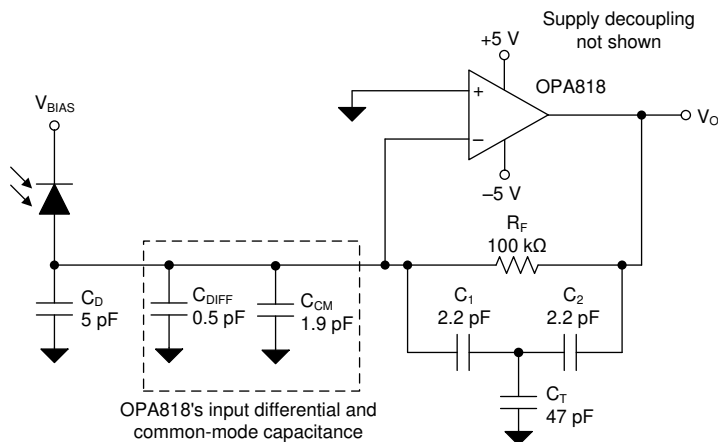 Supply decoupling
not shown
+5 V
OPA818
+
−
V_O
−5 V
V_BIAS
R_F
100 kΩ
C_1
2.2 pF
C_2
2.2 pF
C_D
5 pF
C_DIFF
0.5 pF
C_CM
1.9 pF
C_T
47 pF
OPA818's input differential and
common-mode capacitance